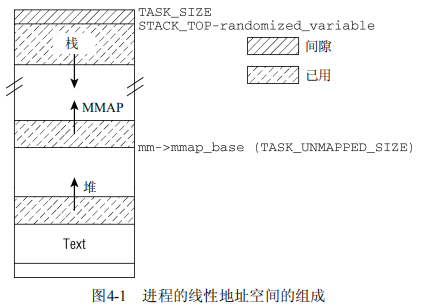 TASK_SIZE
STACK_TOP-randomized_variable
栈
间隙
已用
MMAP
mm->mmap_base (TASK_UNMAPPED_SIZE)
堆
Text
图4-1 进程的线性地址空间的组成